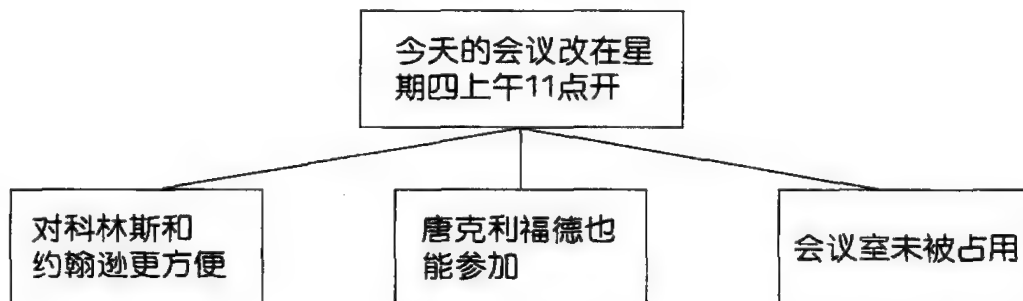 今天的会议改在星
期四上午11点开
对科林斯和
约翰逊更方便
唐克利福德也
能参加
会议室未被占用